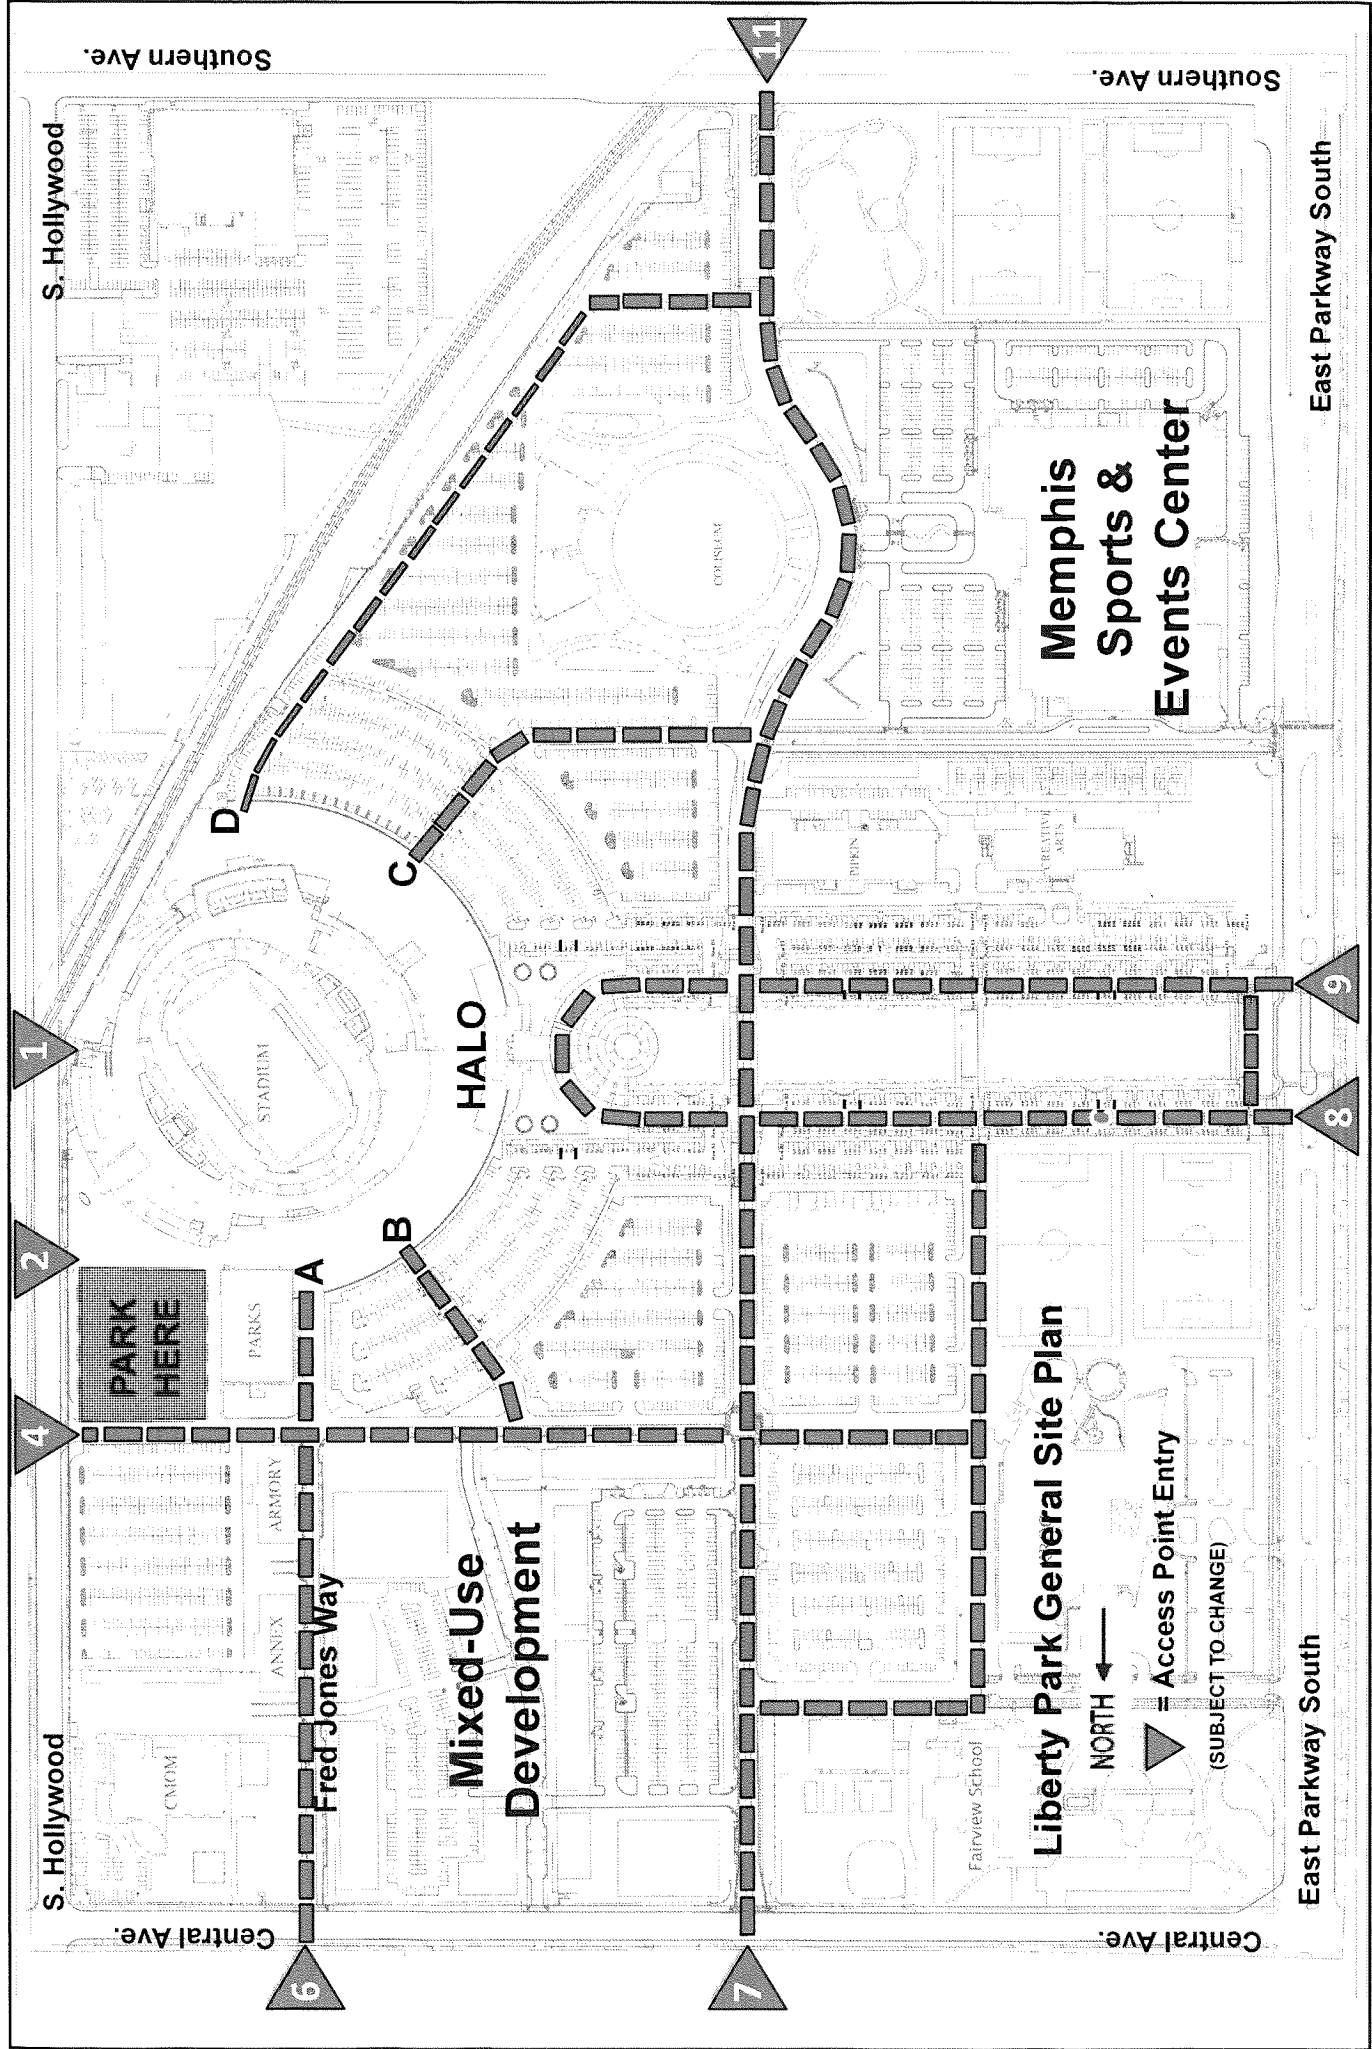 Southern Ave.
Southern Ave.
S. Hollywood
East Parkway South
11
Memphis
Sports &
Events Center
COLISEUM
D
C
PIPKIN
CREATIVE
ARTS
HALO
STADIUM
1
2
4
9
8
PARK
HERE
PARKS
A
B
ARMORY
ANNEX
CMOM
Fred Jones Way
Mixed-Use
Development
Liberty Park General Site Plan
NORTH
= Access Point Entry
(SUBJECT TO CHANGE)
Fairview School
S. Hollywood
East Parkway South
Central Ave.
Central Ave.
6
7